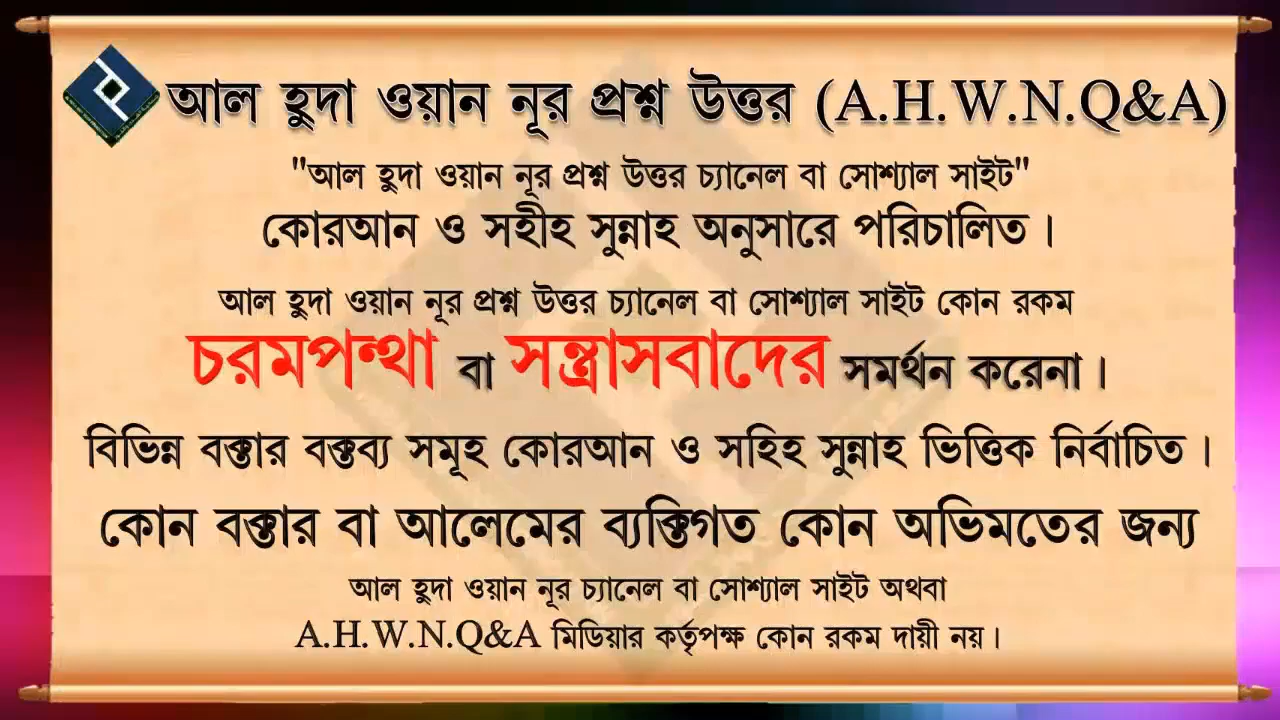 আল হুদা ওয়ান নূর প্রশ্ন উত্তর (A.H.W.N.Q&A)
"আল হুদা ওয়ান নূর প্রশ্ন উত্তর চ্যানেল বা সোশ্যাল সাইট"
কোরআন ও সহীহ সুন্নাহ অনুসারে পরিচালিত।
আল হুদা ওয়ান নূর প্রশ্ন উত্তর চ্যানেল বা সোশ্যাল সাইট কোন রকম
চরমপন্থা বা সন্ত্রাসবাদের সমর্থন করেনা।
বিভিন্ন বক্তার বক্তব্য সমূহ কোরআন ও সহিহ সুন্নাহ ভিত্তিক নির্বাচিত।
কোন বক্তার বা আলেমের ব্যক্তিগত কোন অভিমতের জন্য
আল হুদা ওয়ান নূর চ্যানেল বা সোশ্যাল সাইট অথবা
A.H.W.N.Q&A মিডিয়ার কর্তৃপক্ষ কোন রকম দায়ী নয়।